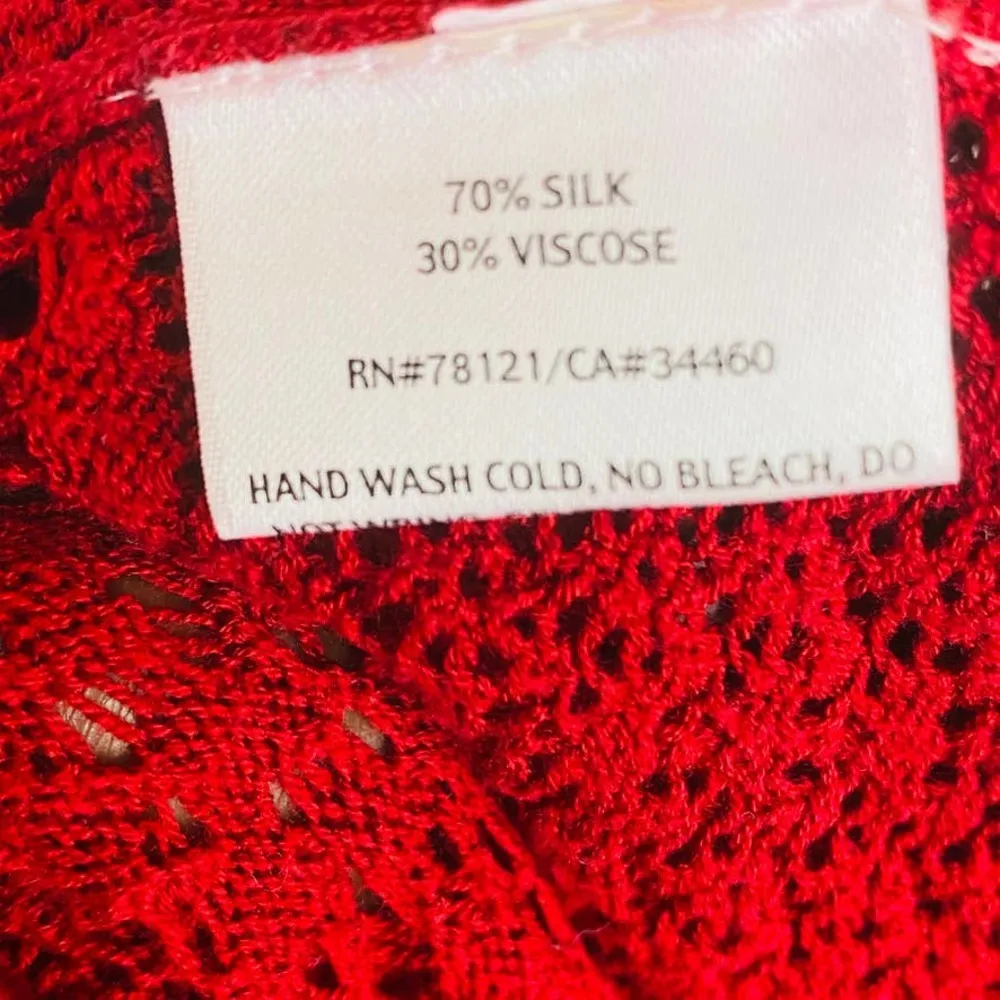 70% SILK
30% VISCOSE
RN#78121/CA#34460
HAND WASH COLD, NO BLEACH, DO